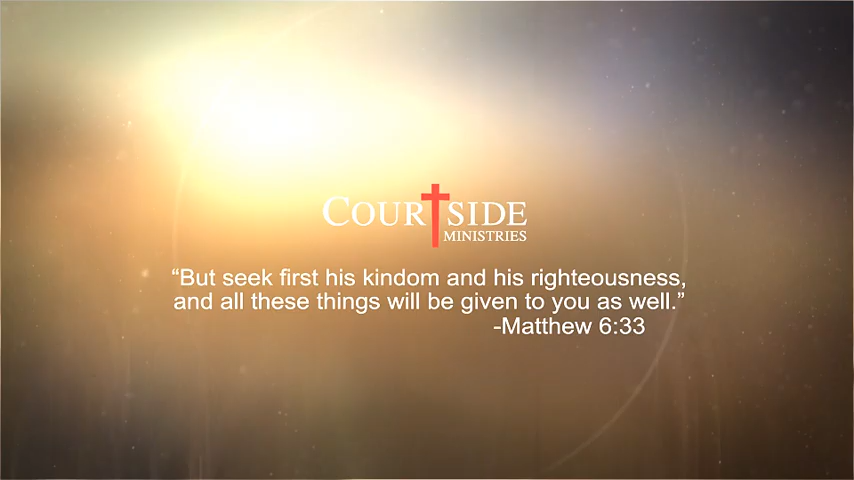 COURTSIDE
MINISTRIES
“But seek first his kindom and his righteousness,
and all these things will be given to you as well.”
-Matthew 6:33